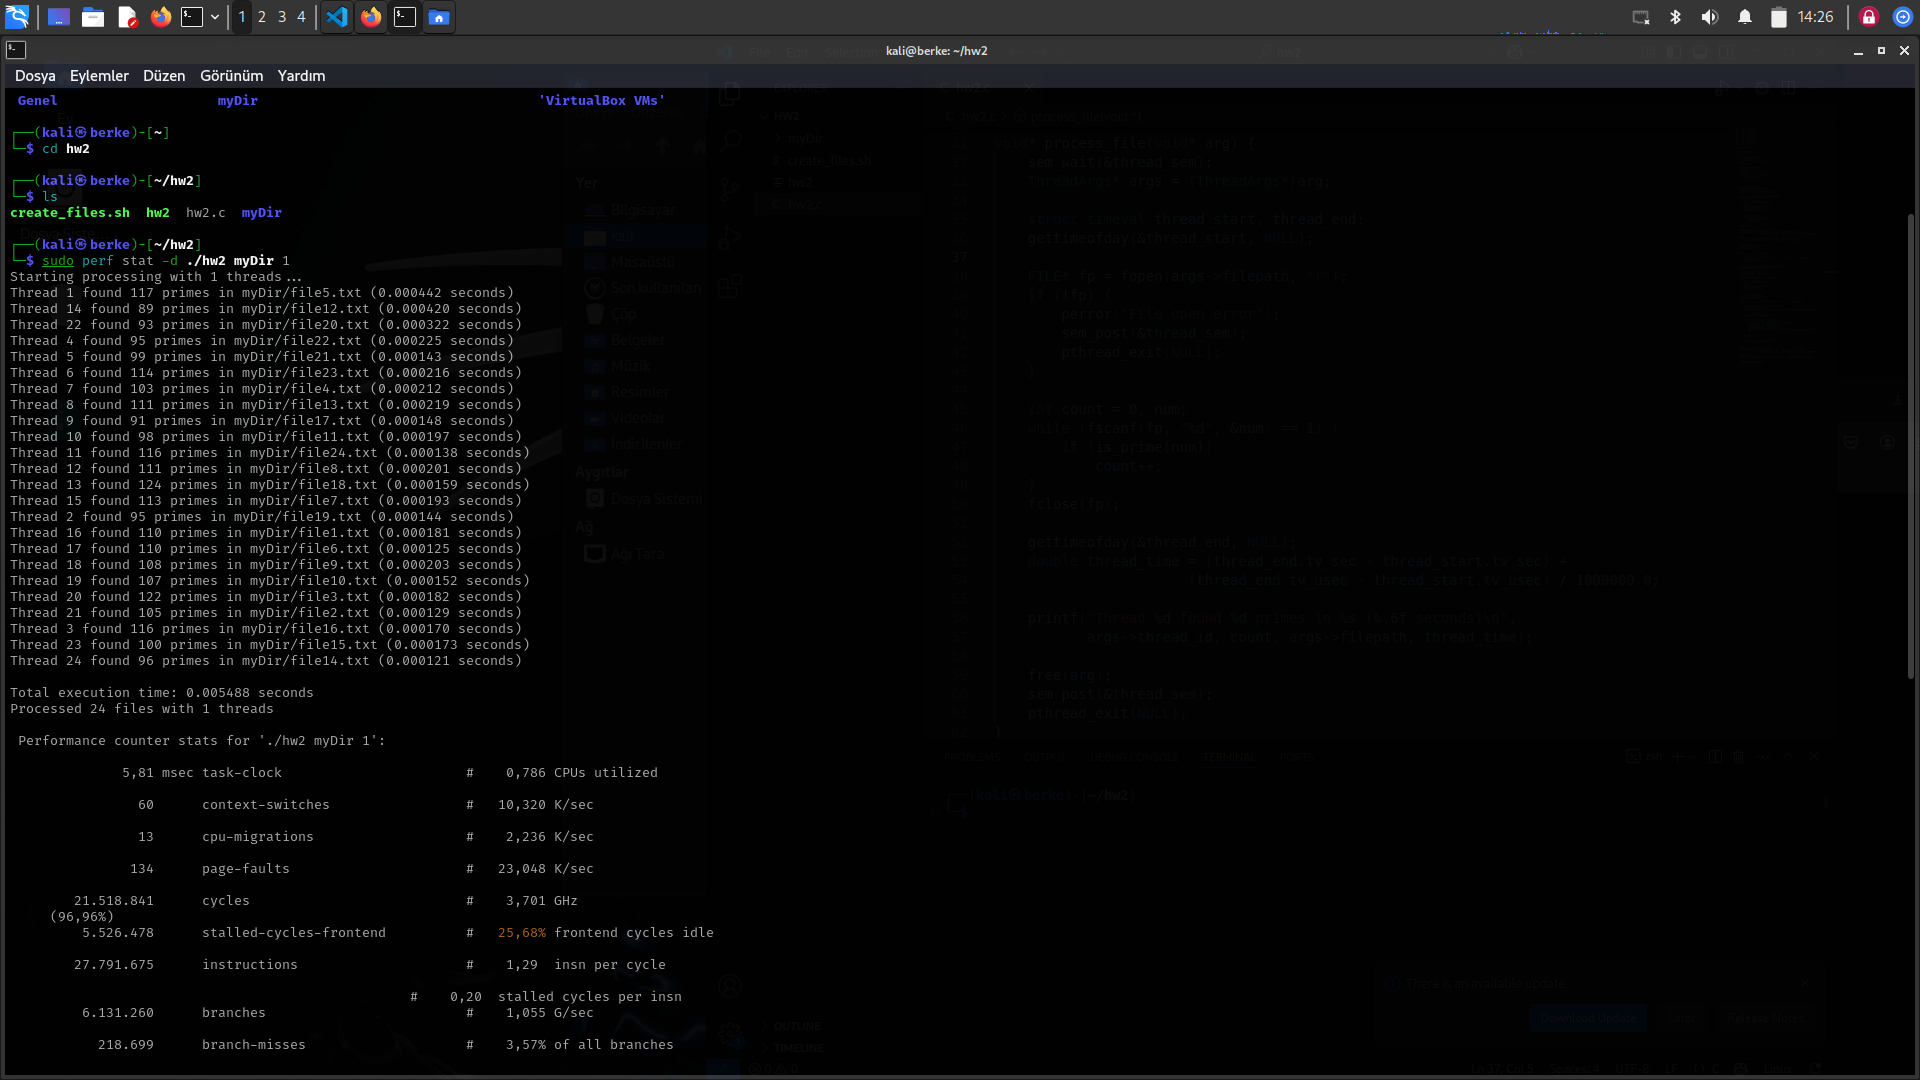 1 2 3 4
14:26
kali@berke: ~/hw2
Dosya Eylemler Düzen Görünüm Yardım
Genel myDir 'VirtualBox VMs'
┌──(kali㉿berke)-[~]
└─$ cd hw2
┌──(kali㉿berke)-[~/hw2]
└─$ ls
create_files.sh hw2 hw2.c myDir
┌──(kali㉿berke)-[~/hw2]
└─$ sudo perf stat -d ./hw2 myDir 1
Starting processing with 1 threads...
Thread 1 found 117 primes in myDir/file5.txt (0.000442 seconds)
Thread 14 found 89 primes in myDir/file12.txt (0.000420 seconds)
Thread 22 found 93 primes in myDir/file20.txt (0.000322 seconds)
Thread 4 found 95 primes in myDir/file22.txt (0.000225 seconds)
Thread 5 found 99 primes in myDir/file21.txt (0.000143 seconds)
Thread 6 found 114 primes in myDir/file23.txt (0.000216 seconds)
Thread 7 found 103 primes in myDir/file4.txt (0.000212 seconds)
Thread 8 found 111 primes in myDir/file13.txt (0.000219 seconds)
Thread 9 found 91 primes in myDir/file17.txt (0.000148 seconds)
Thread 10 found 98 primes in myDir/file11.txt (0.000197 seconds)
Thread 11 found 116 primes in myDir/file24.txt (0.000138 seconds)
Thread 12 found 111 primes in myDir/file8.txt (0.000201 seconds)
Thread 13 found 124 primes in myDir/file18.txt (0.000159 seconds)
Thread 15 found 113 primes in myDir/file7.txt (0.000193 seconds)
Thread 2 found 95 primes in myDir/file19.txt (0.000144 seconds)
Thread 16 found 110 primes in myDir/file1.txt (0.000181 seconds)
Thread 17 found 110 primes in myDir/file6.txt (0.000125 seconds)
Thread 18 found 108 primes in myDir/file9.txt (0.000203 seconds)
Thread 19 found 107 primes in myDir/file10.txt (0.000152 seconds)
Thread 20 found 122 primes in myDir/file3.txt (0.000182 seconds)
Thread 21 found 105 primes in myDir/file2.txt (0.000129 seconds)
Thread 3 found 116 primes in myDir/file16.txt (0.000170 seconds)
Thread 23 found 100 primes in myDir/file15.txt (0.000173 seconds)
Thread 24 found 96 primes in myDir/file14.txt (0.000121 seconds)
Total execution time: 0.005488 seconds
Processed 24 files with 1 threads
Performance counter stats for './hw2 myDir 1':
5,81 msec task-clock # 0,786 CPUs utilized
60 context-switches # 10,320 K/sec
13 cpu-migrations # 2,236 K/sec
134 page-faults # 23,048 K/sec
21.518.841 cycles # 3,701 GHz
(96,96%)
5.526.478 stalled-cycles-frontend # 25,68% frontend cycles idle
27.791.675 instructions # 1,29 insn per cycle
# 0,20 stalled cycles per insn
6.131.260 branches # 1,055 G/sec
218.699 branch-misses # 3,57% of all branches